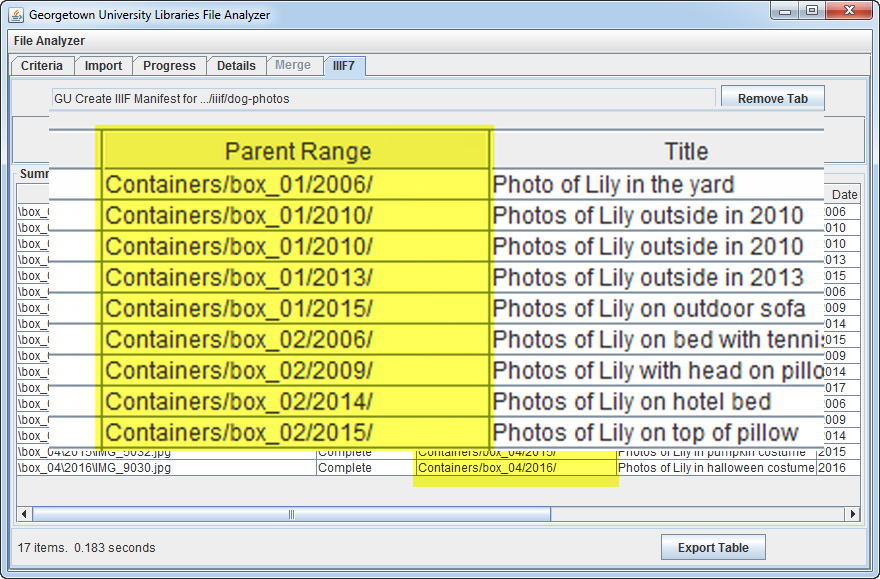 Georgetown University Libraries File Analyzer
File Analyzer
Criteria Import Progress Details Merge IIIF7
GU Create IIIF Manifest for .../iiif/dog-photos Remove Tab
Parent Range Title
Containers/box_01/2006/ Photo of Lily in the yard
Containers/box_01/2010/ Photos of Lily outside in 2010
Containers/box_01/2010/ Photos of Lily outside in 2010
Containers/box_01/2013/ Photos of Lily outside in 2013
Containers/box_01/2015/ Photos of Lily on outdoor sofa
Containers/box_02/2006/ Photos of Lily on bed with
Containers/box_02/2009/ Photos of Lily with head on
Containers/box_02/2014/ Photos of Lily on hotel bed
Containers/box_02/2015/ Photos of Lily on top of pillow
Date
2006
2010
2010
2013
2015
2006
2009
2014
2015
2009
2014
2017
2006
2009
2014
\box_04\2015\IMG_5032.jpg Complete Containers/box_04/2015/ Photos of Lily in pumpkin costume 2015
\box_04\2016\IMG_9030.jpg Complete Containers/box_04/2016/ Photos of Lily in halloween costume 2016
17 items. 0.183 seconds Export Table